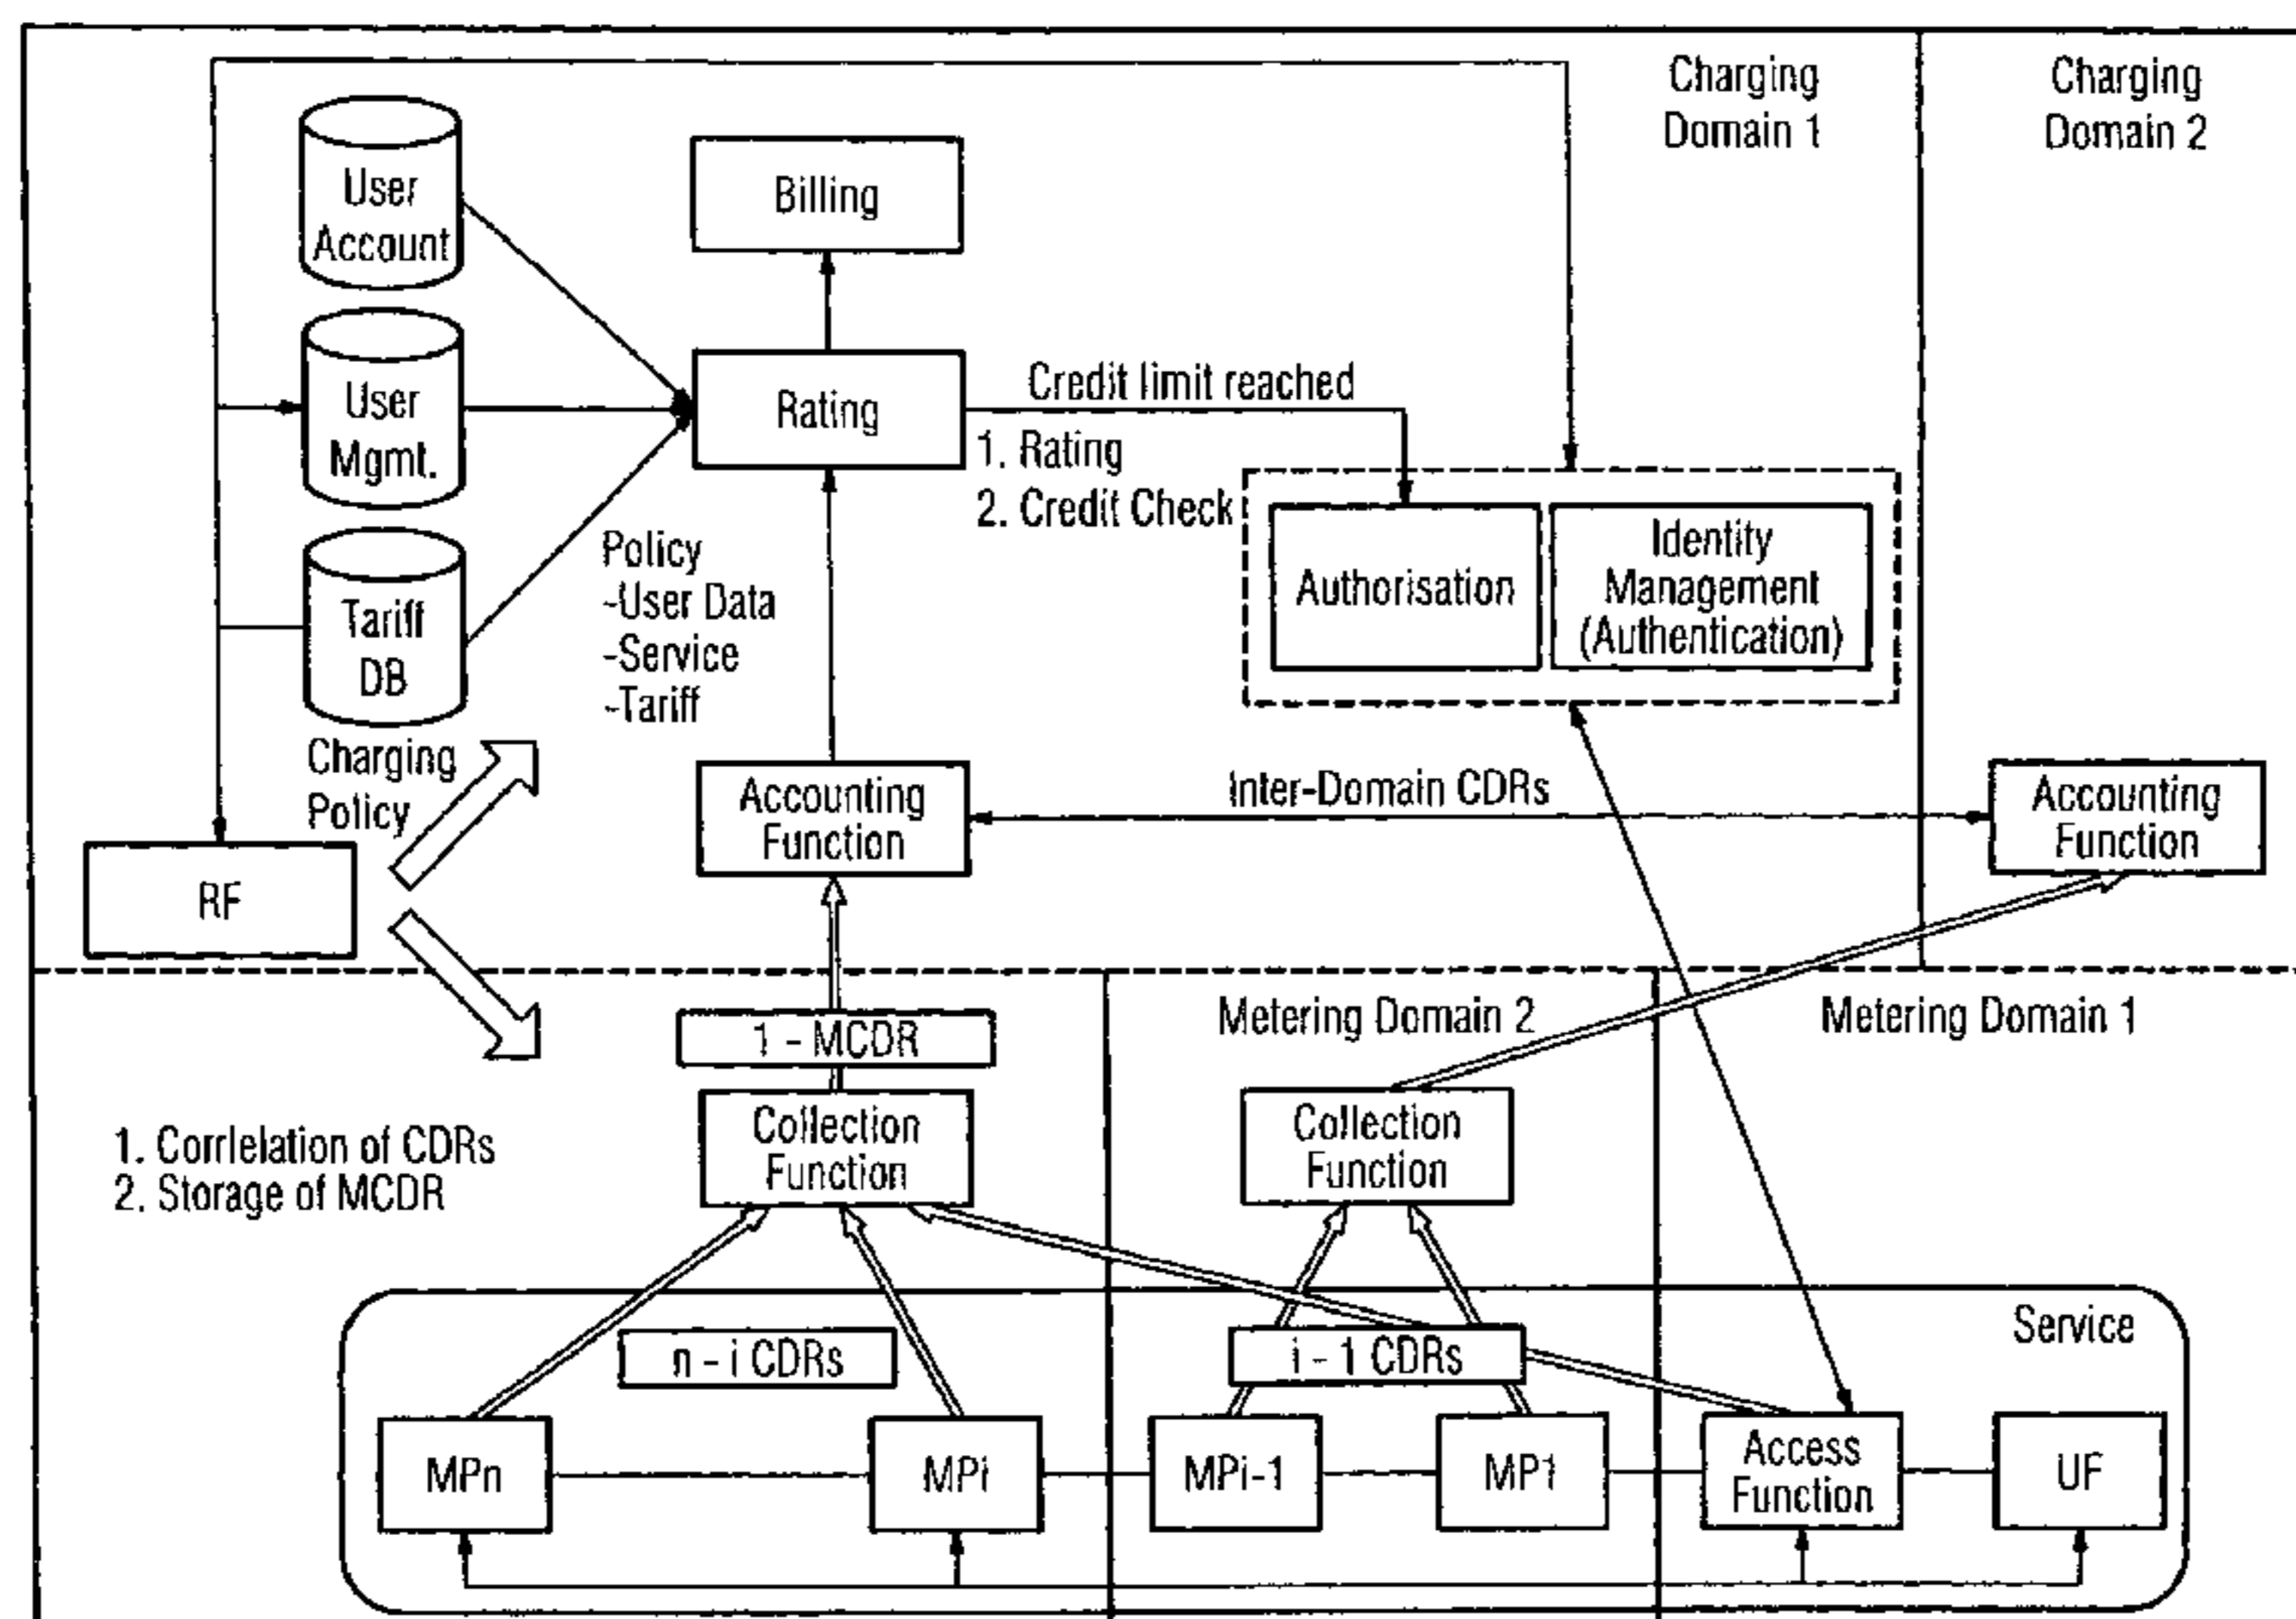 Charging
Domain 1
Charging
Domain 2
User
Account
Billing
User
Mgmt.
Rating
Credit limit reached
1. Rating
2. Credit Check
Policy
-User Data
-Service
-Tariff
Authorisation
Identity
Management
(Authentication)
Tariff
DB
Charging
Policy
Accounting
Function
Inter-Domain CDRs
Accounting
Function
RF
1 - MCDR
Metering Domain 2
Metering Domain 1
Collection
Function
Collection
Function
1. Corrlelation of CDRs
2. Storage of MCDR
Service
n - i CDRs
i - 1 CDRs
MPn
MPi
MPi-1
MP1
Access
Function
UF